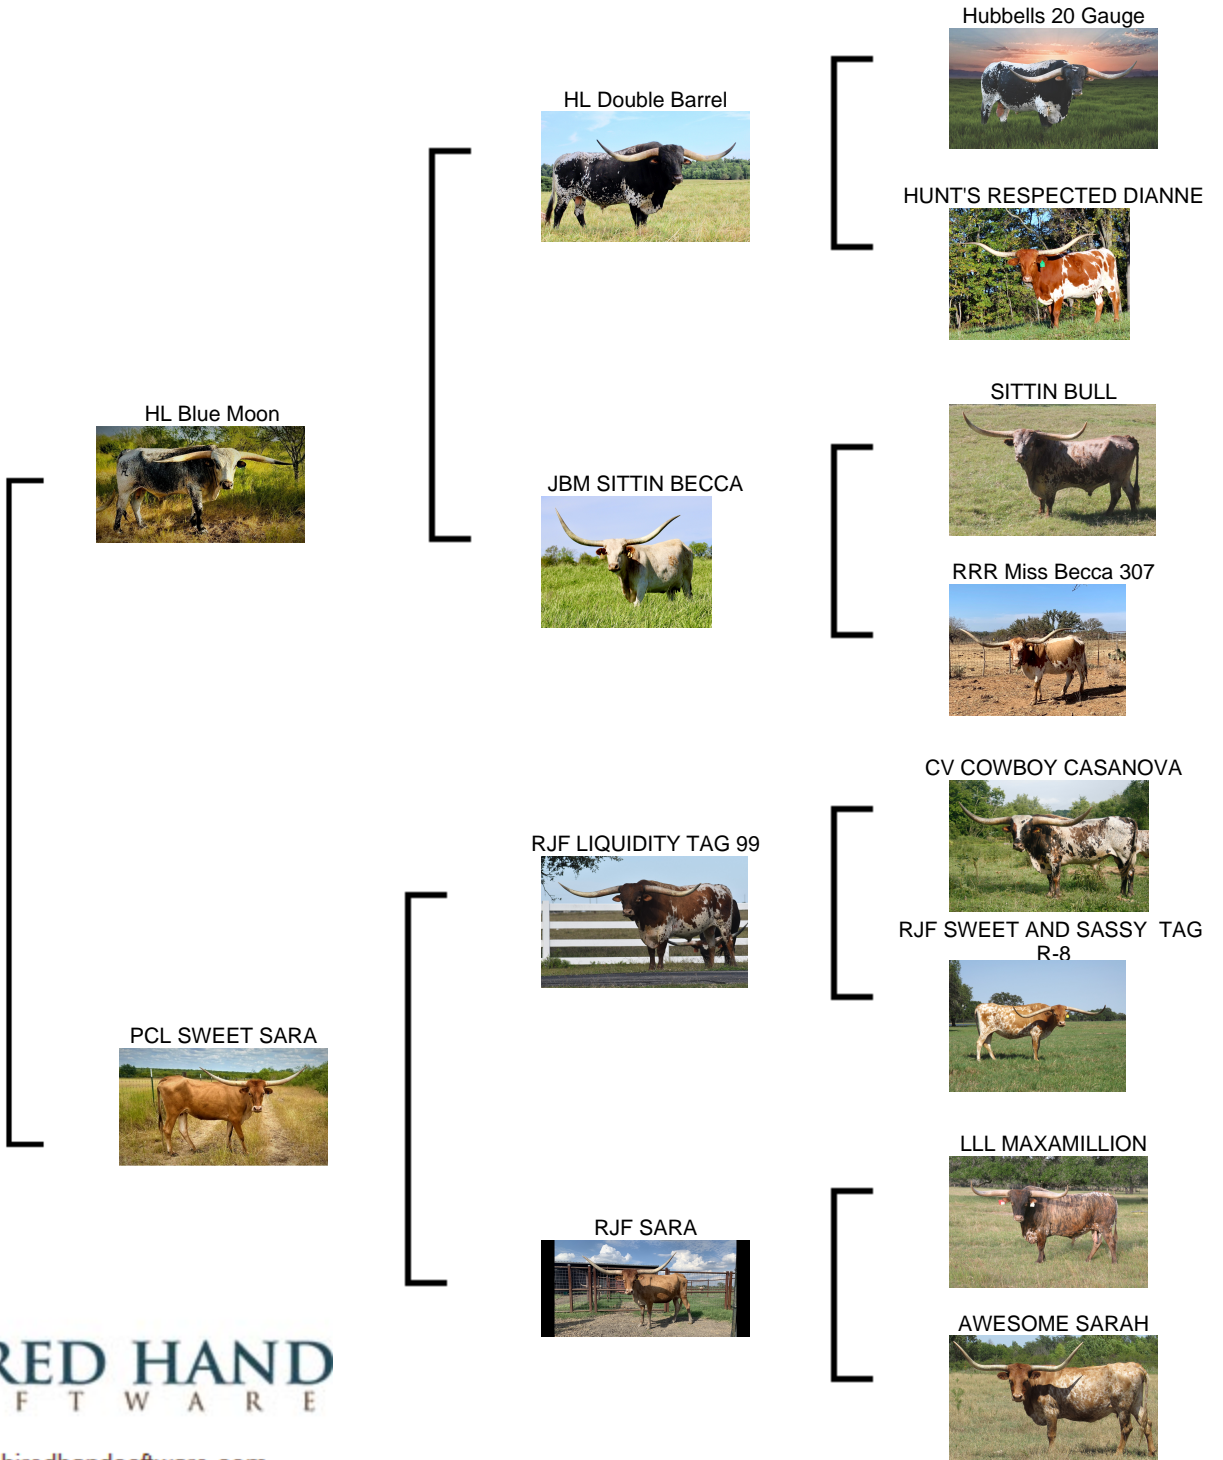 Hubbells 20 Gauge
HL Double Barrel
HUNT'S RESPECTED DIANNE
SITTIN BULL
HL Blue Moon
JBM SITTIN BECCA
RRR Miss Becca 307
CV COWBOY CASANOVA
RJF LIQUIDITY TAG 99
RJF SWEET AND SASSY TAG
R-8
PCL SWEET SARA
LLL MAXAMILLION
RJF SARA
AWESOME SARAH
RED HAND
F T W A R E